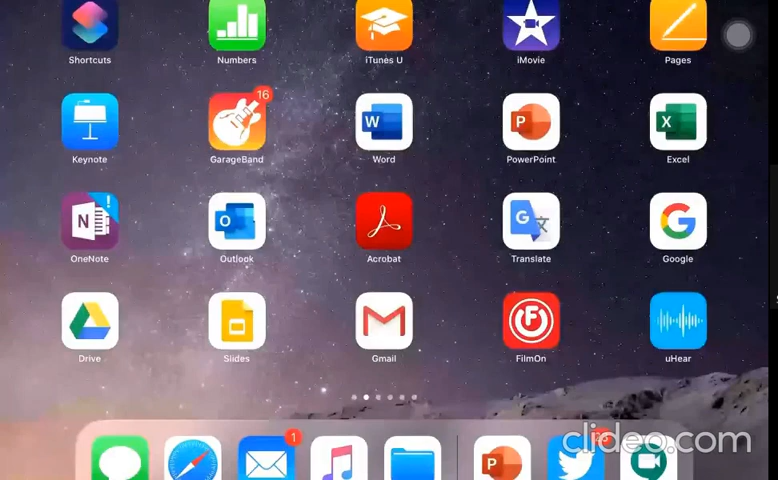 Shortcuts
Numbers
iTunes U
iMovie
Pages
16
Keynote
GarageBand
W
Word
P
PowerPoint
X
Excel
N
!
OneNote
O
Outlook
Acrobat
G
文
Translate
G
Google
Drive
Slides
M
Gmail
F
FilmOn
uHear
1
P
clideo.com